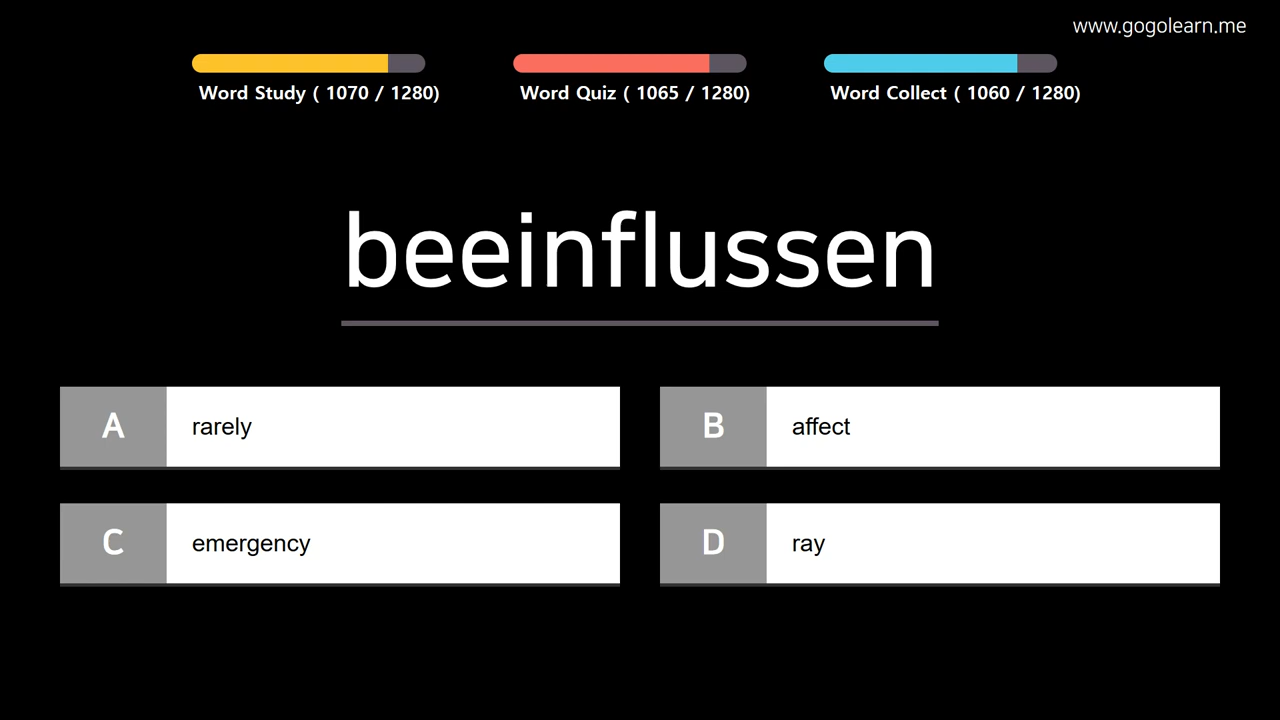 www.gogolearn.me
Word Study ( 1070 / 1280)
Word Quiz ( 1065 / 1280)
Word Collect ( 1060 / 1280)
beeinflussen
A rarely
B affect
C emergency
D ray